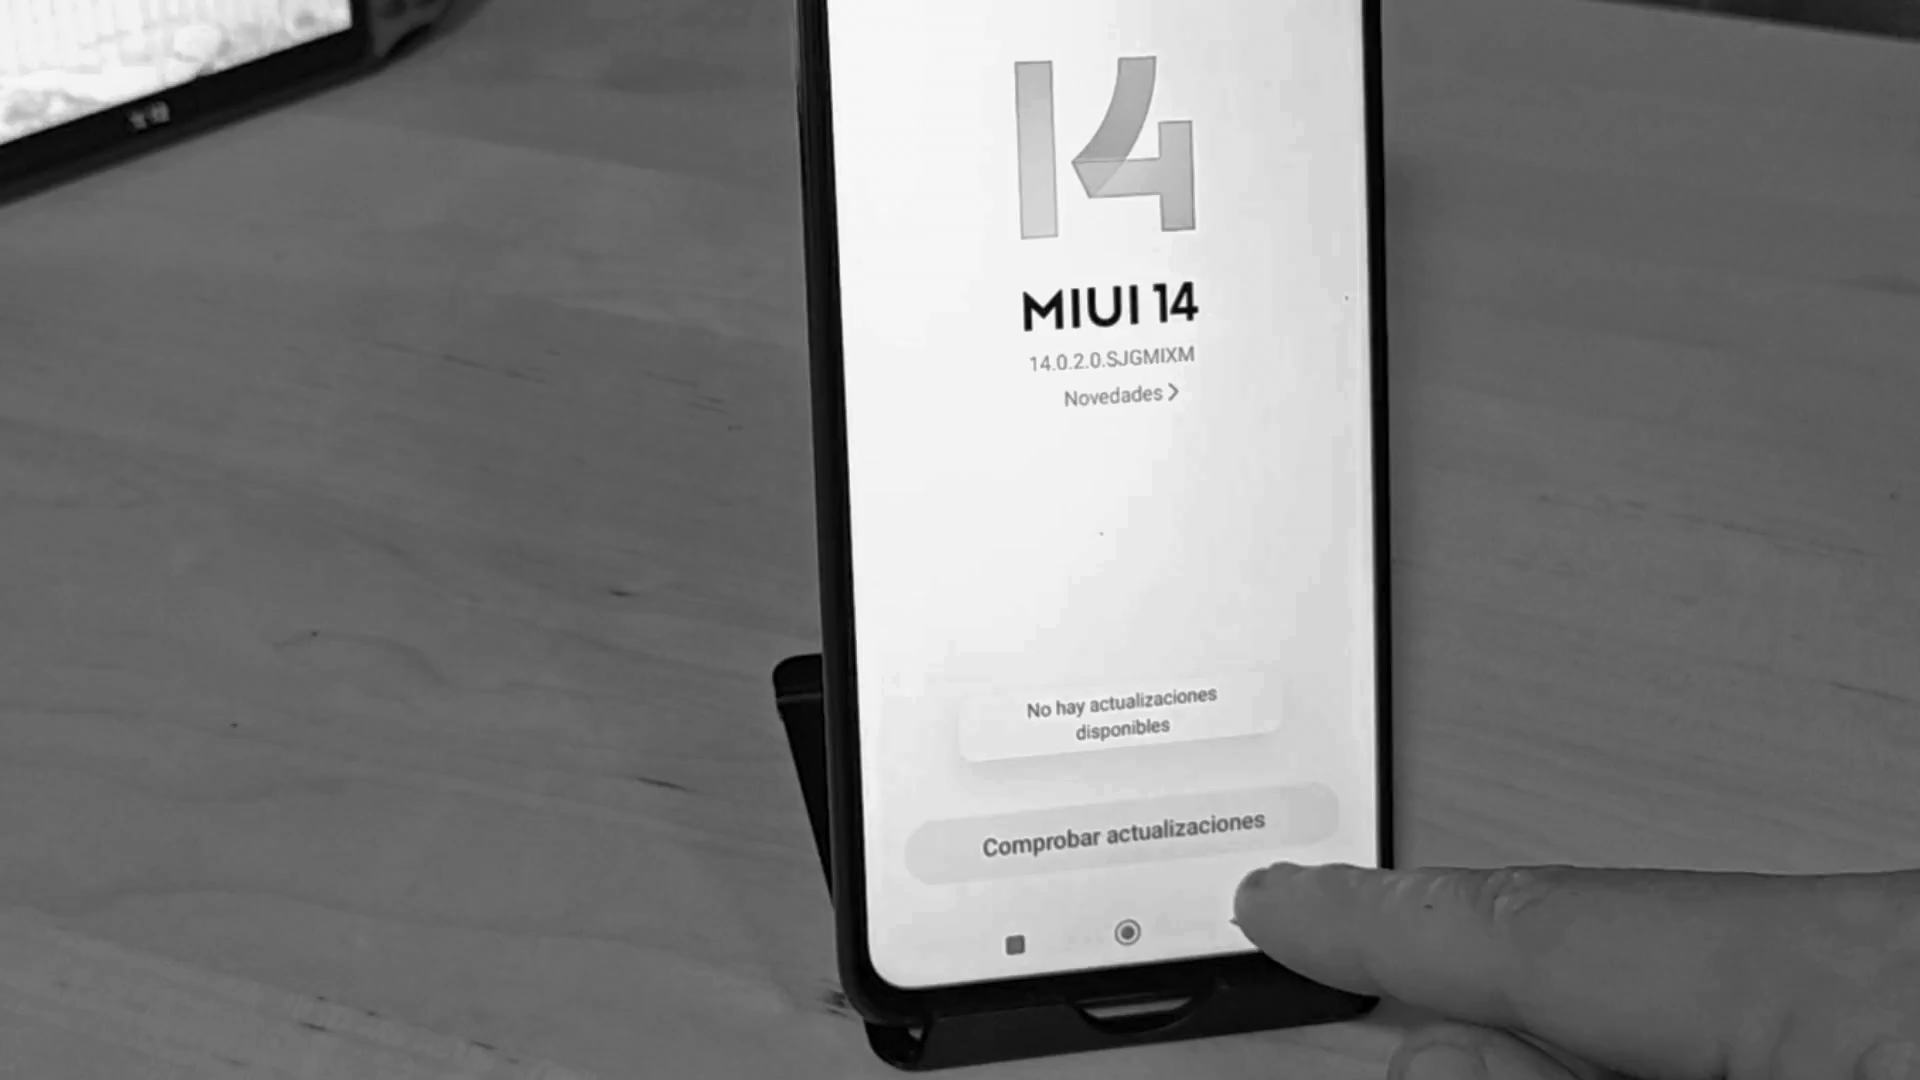 14
MIUI 14
14.0.2.0.SJGMIXM
Novedades >
No hay actualizaciones
disponibles
Comprobar actualizaciones